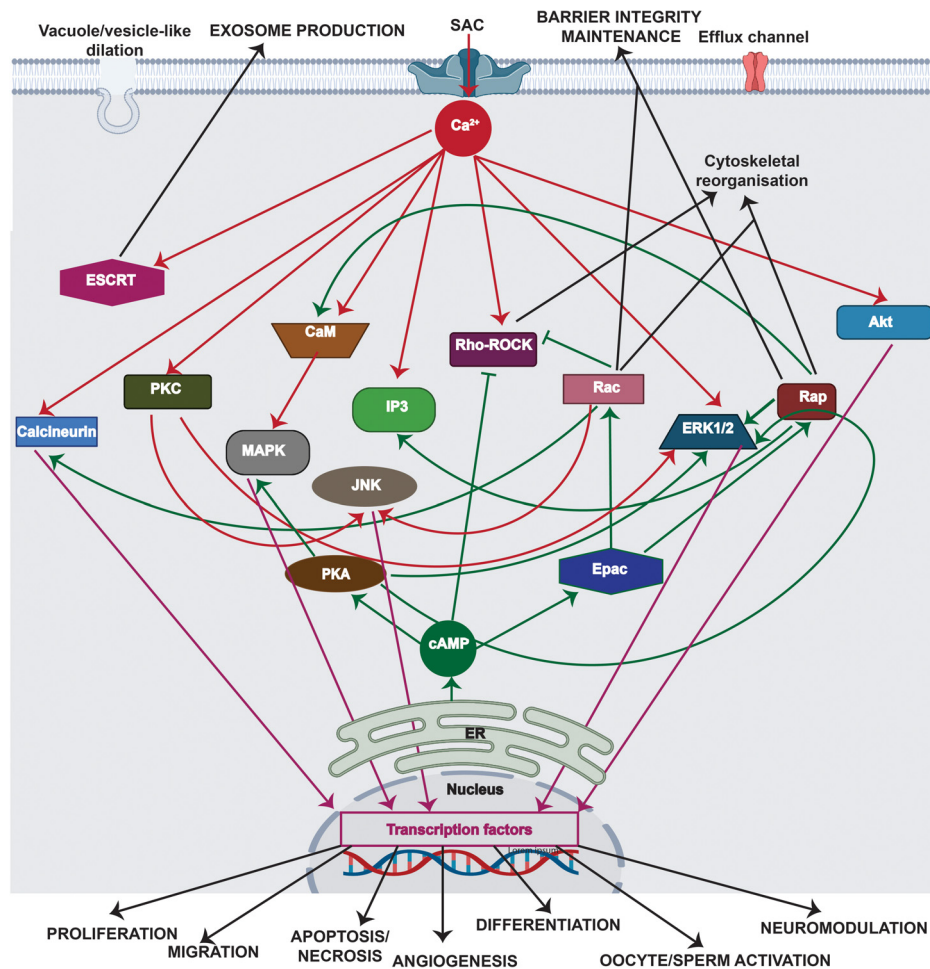 Vacuole/vesicle-like
dilation
EXOSOME PRODUCTION
SAC
BARRIER INTEGRITY
MAINTENANCE
Efflux channel
Ca²⁺
Cytoskeletal
reorganisation
ESCRT
CaM
Rho-ROCK
Akt
PKC
IP3
Rac
Rap
Calcineurin
MAPK
ERK1/2
JNK
PKA
Epac
cAMP
ER
Nucleus
Transcription factors
Lorem ipsum
PROLIFERATION
MIGRATION
APOPTOSIS/
NECROSIS
ANGIOGENESIS
DIFFERENTIATION
OOCYTE/SPERM ACTIVATION
NEUROMODULATION